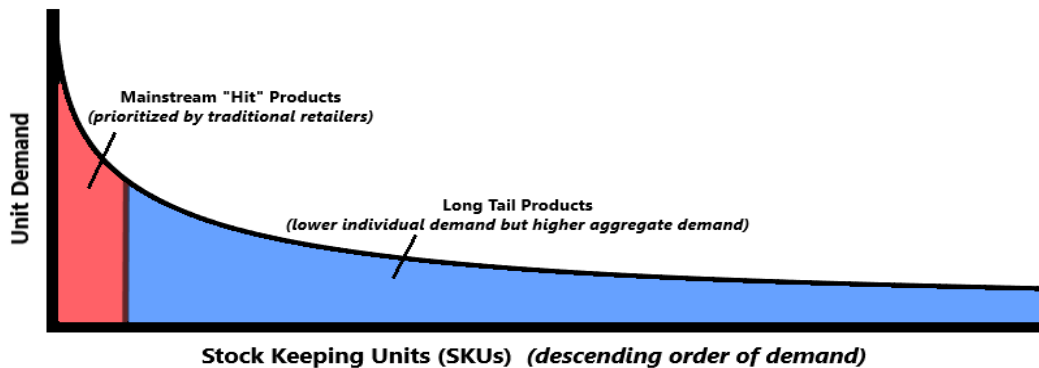 Mainstream "Hit" Products
(prioritized by traditional retailers)
Unit Demand
Long Tail Products
(lower individual demand but higher aggregate demand)
Stock Keeping Units (SKUs) (descending order of demand)